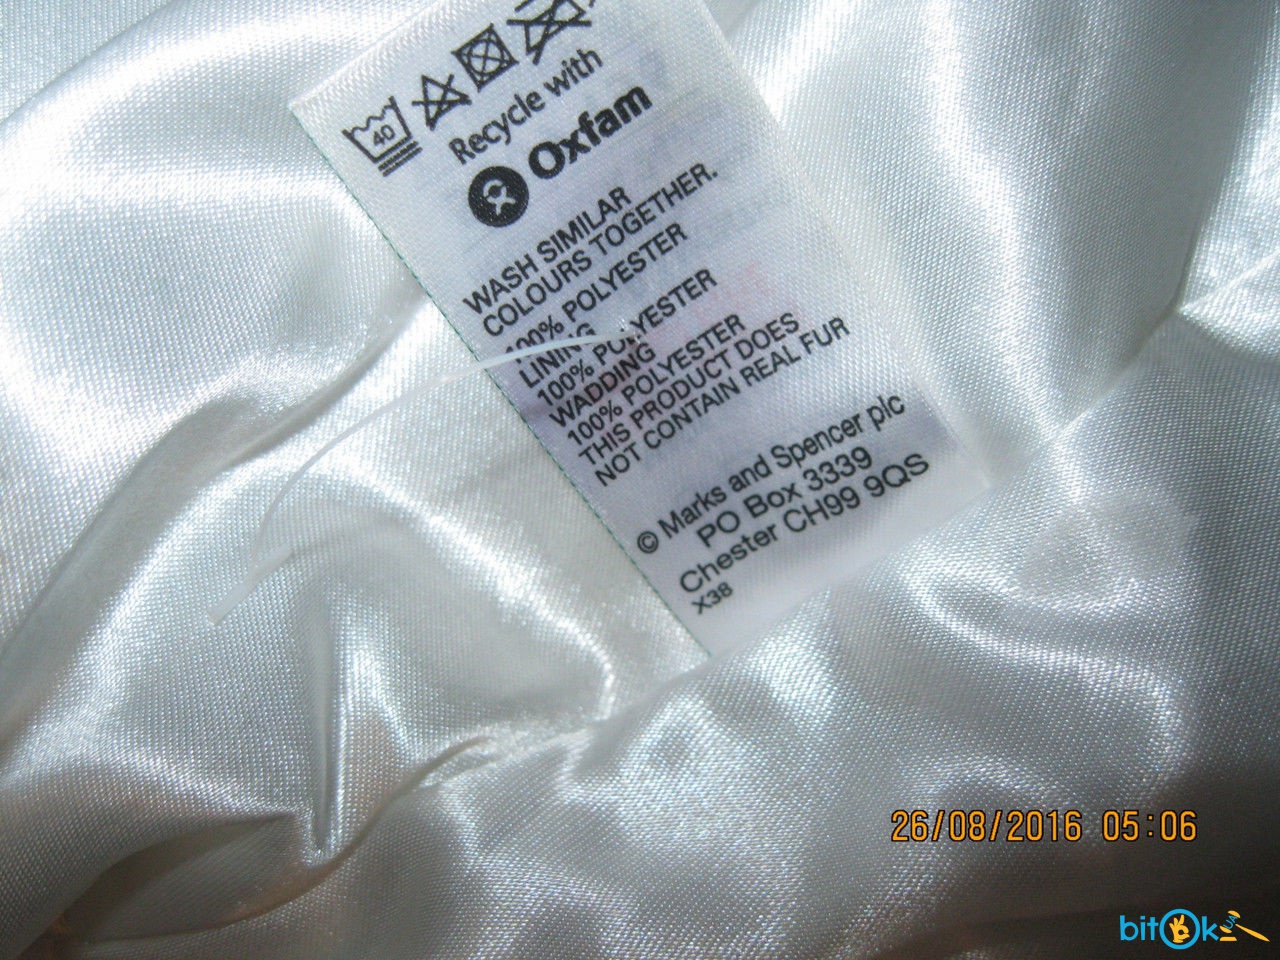 40
Recycle with
Oxfam
WASH SIMILAR
COLOURS TOGETHER.
100% POLYESTER
LINING
100% POLYESTER
WADDING
100% POLYESTER
THIS PRODUCT DOES
NOT CONTAIN REAL FUR
© Marks and Spencer plc
PO Box 3339
Chester CH99 9QS
X38
26/08/2016 05:06
bitOk UA